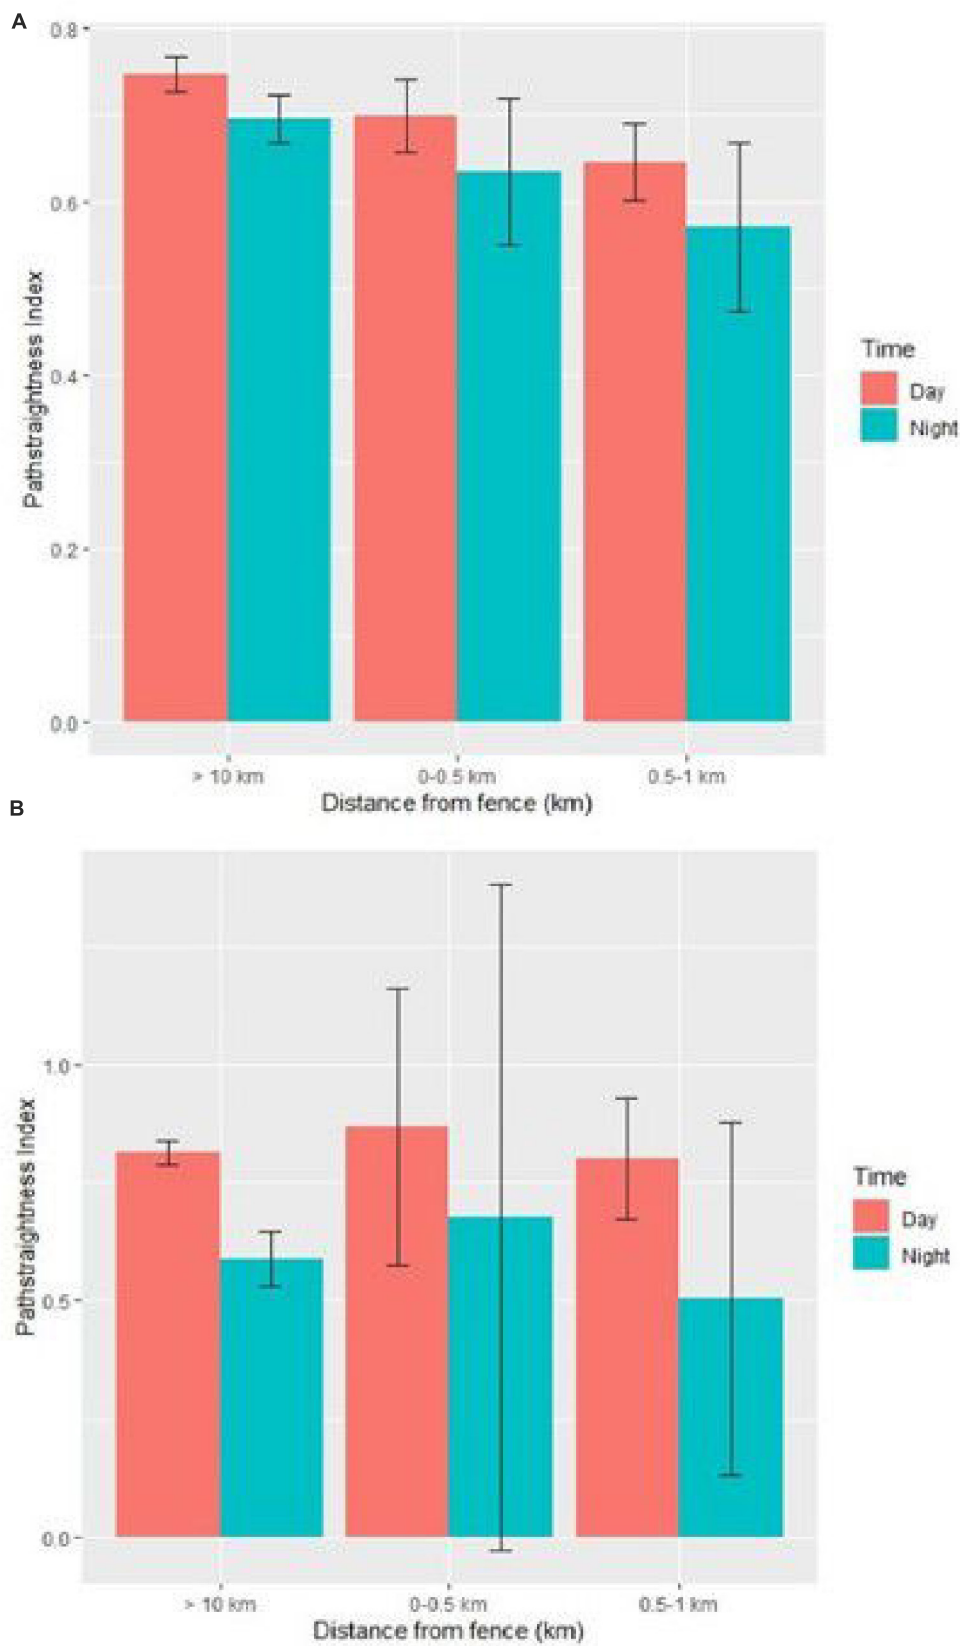 A
0.8
0.6
0.4
0.2
0.0
Pathstraightness Index
> 10 km
0-0.5 km
0.5-1 km
Distance from fence (km)
Time
Day
Night
B
1.0
0.5
0.0
Pathstraightness Index
> 10 km
0-0.5 km
0.5-1 km
Distance from fence (km)
Time
Day
Night